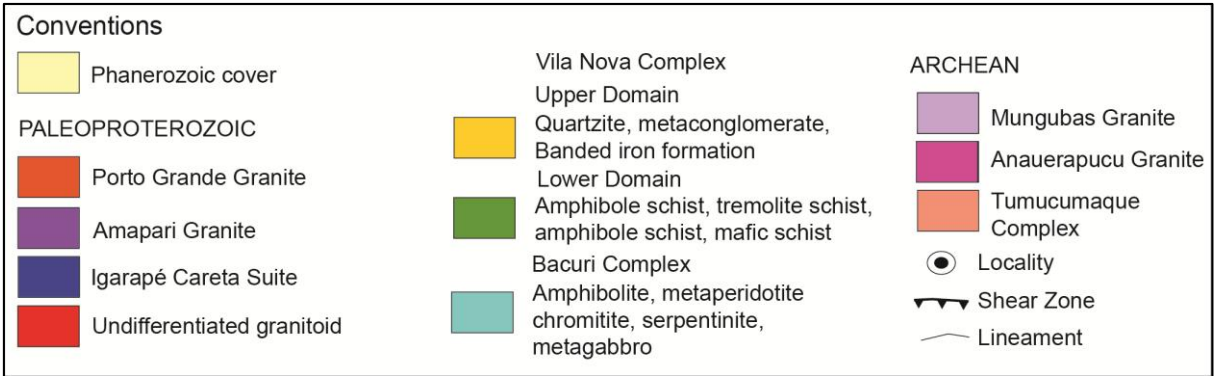 Conventions
Phanerozoic cover
PALEOPROTEROZOIC
Porto Grande Granite
Amapari Granite
Igarapé Careta Suite
Undifferentiated granitoid
Vila Nova Complex
Upper Domain
Quartzite, metaconglomerate,
Banded iron formation
Lower Domain
Amphibole schist, tremolite schist,
amphibole schist, mafic schist
Bacuri Complex
Amphibolite, metaperidotite
chromitite, serpentinite,
metagabbro
ARCHEAN
Mungubas Granite
Anauerapucu Granite
Tumucumaque
Complex
Locality
Shear Zone
Lineament